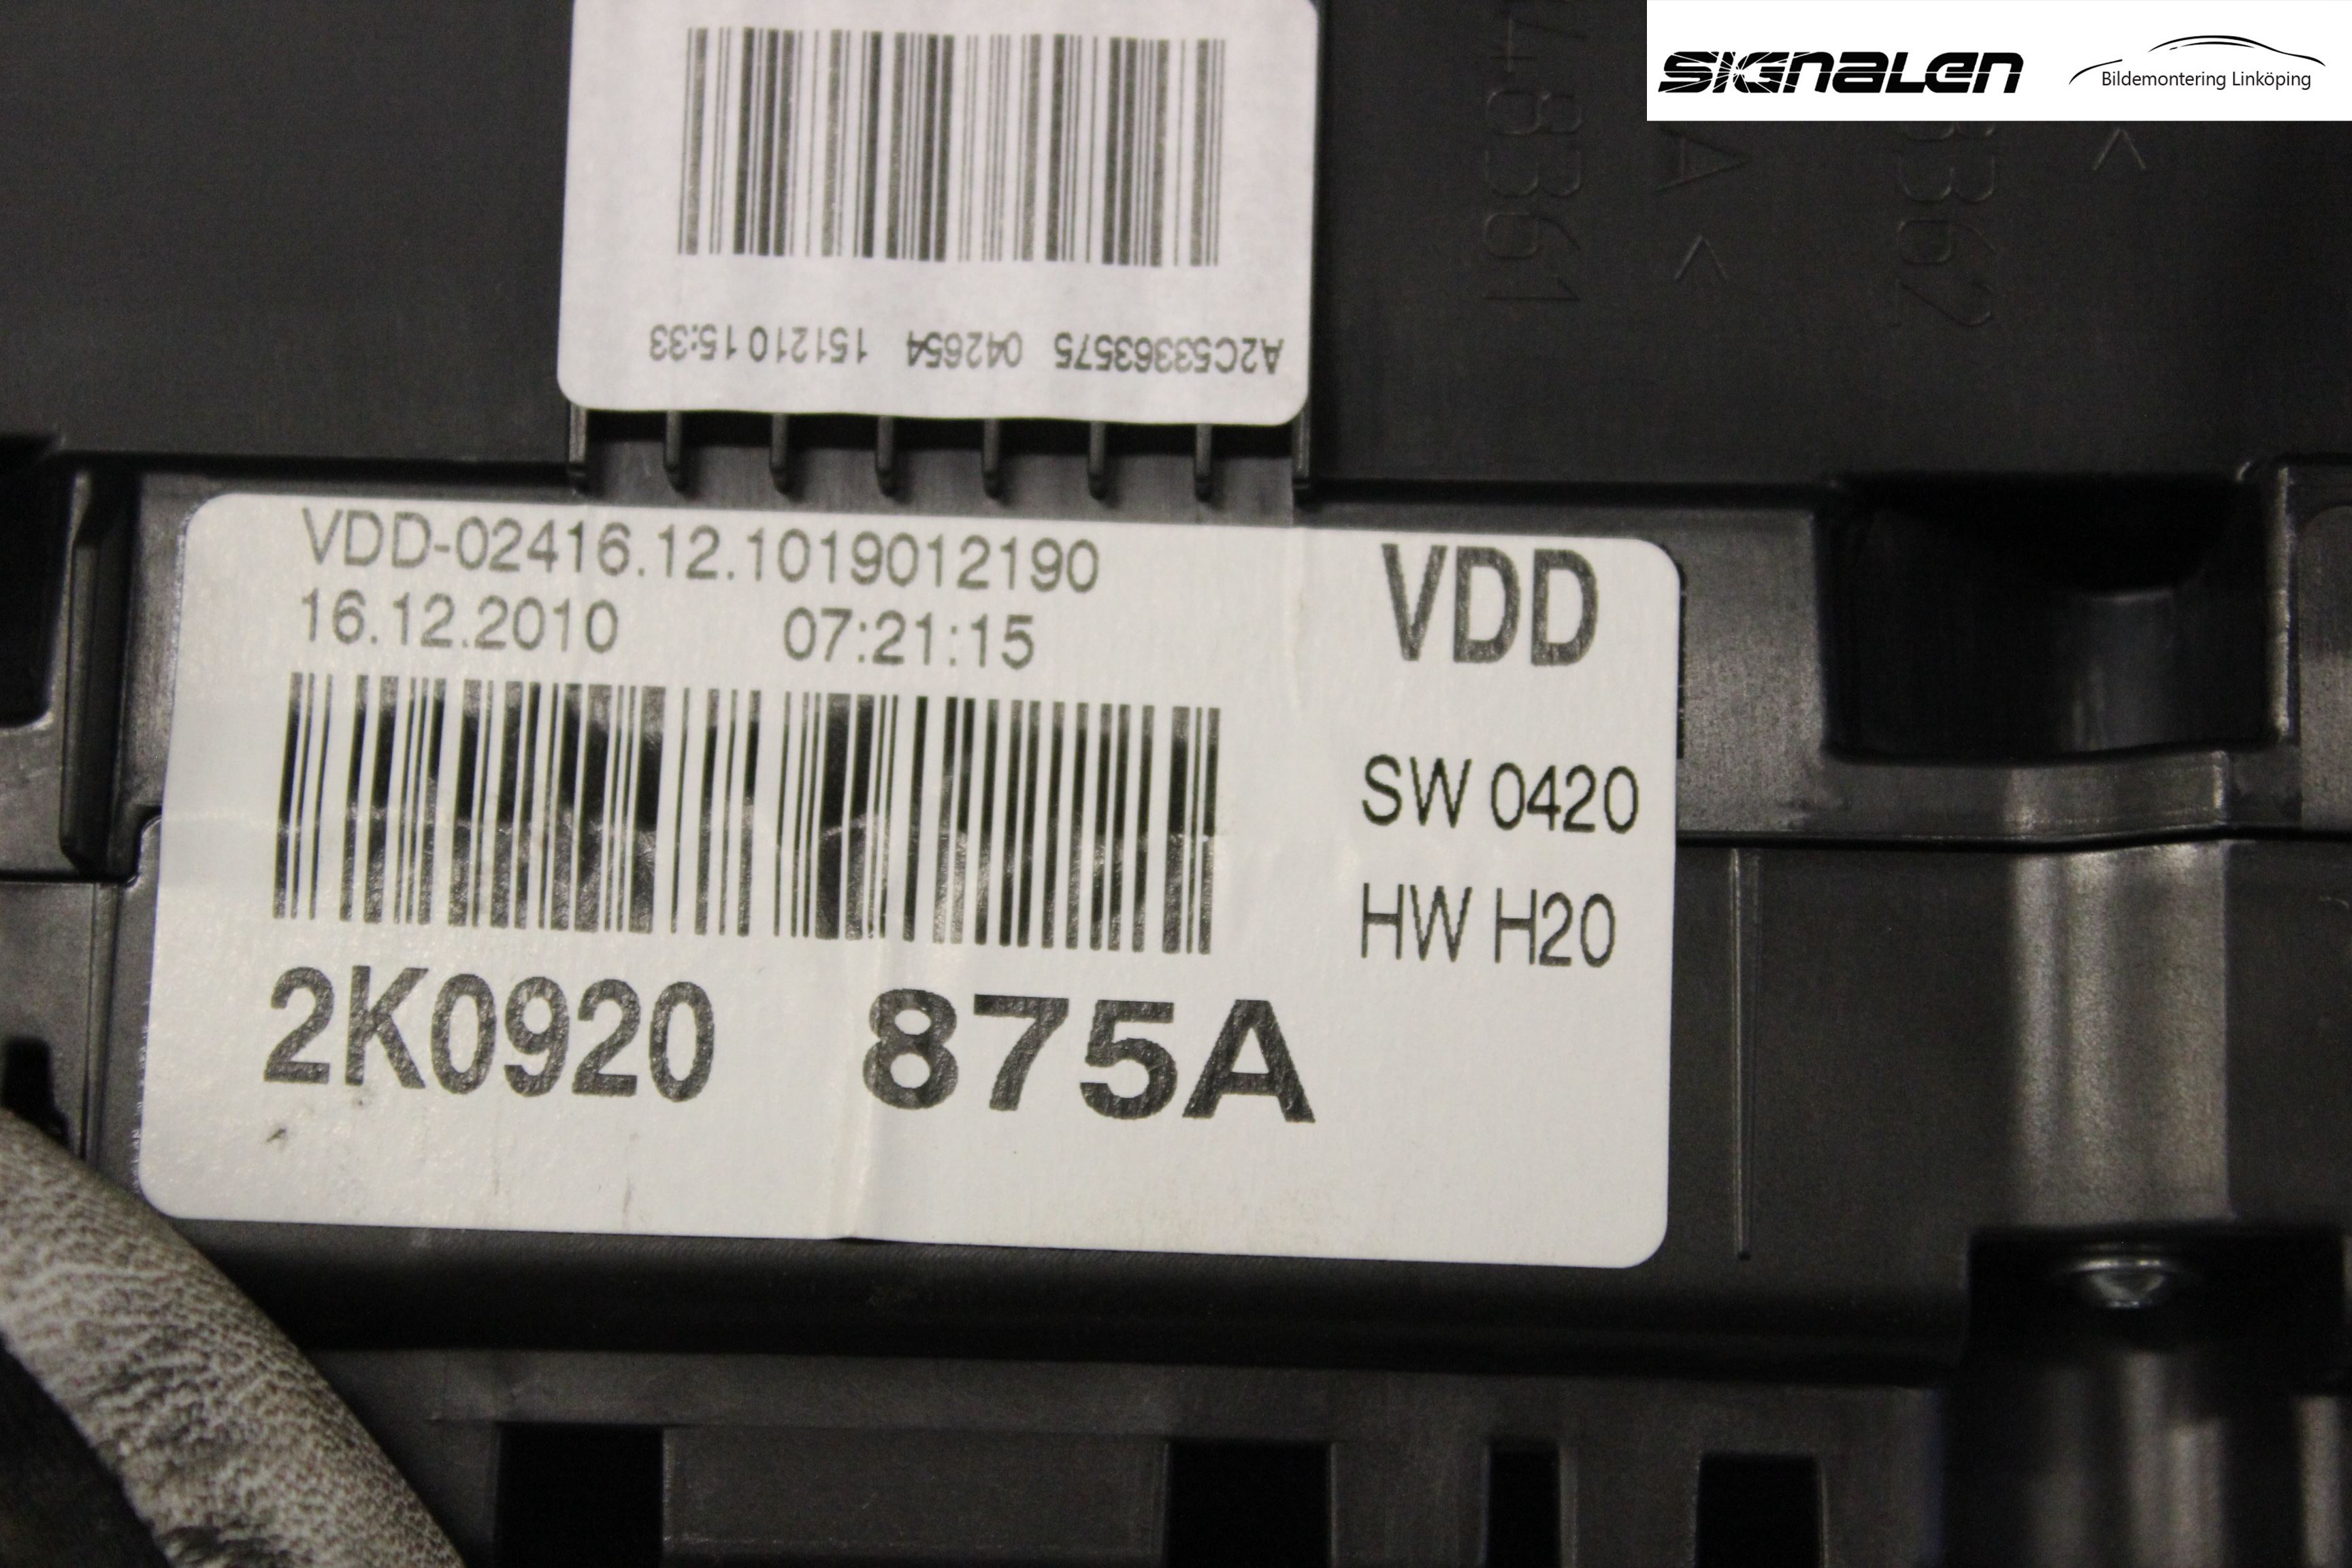 SIGNALEN
Bildemontering Linköping
A2C53363575 042654 151210 15:33
VDD-02416.12.1019012190
16.12.2010 07:21:15
VDD
SW 0420
HW H20
2K0920 875A